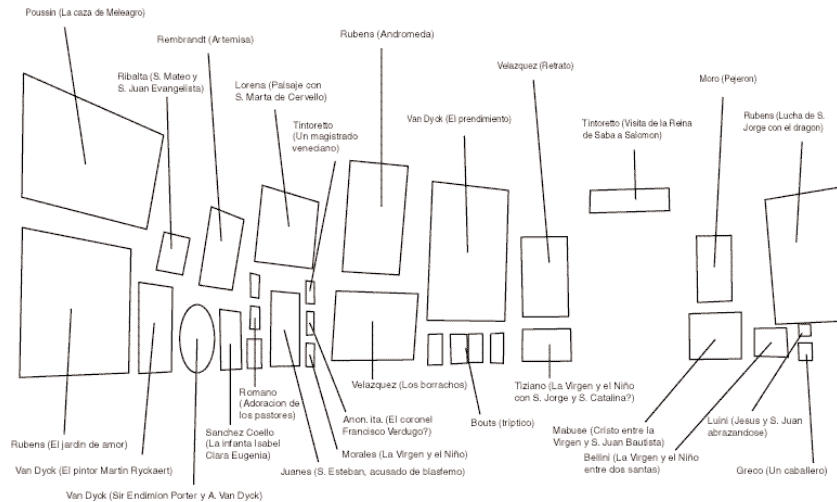 Poussin (La caza de Meleagro)
Rembrandt (Artemisa)
Rubens (Andromeda)
Ribalta (S. Mateo y
S. Juan Evangelista)
Lorena (Paisaje con
S. Marta de Cervello)
Tintoretto
(Un magistrado
veneciano)
Van Dyck (El prendimiento)
Velazquez (Retrato)
Tintoretto (Visita de la Reina
de Saba a Salomon)
Moro (Pejeron)
Rubens (Lucha de S.
Jorge con el dragon)
Rubens (El jardin de amor)
Van Dyck (El pintor Martin Ryckaert)
Van Dyck (Sir Endimion Porter y A. Van Dyck)
Sanchez Coello
(La infanta Isabel
Clara Eugenia)
Romano
(Adoracion de
los pastores)
Juanes (S. Esteban, acusado de blasfemo)
Morales (La Virgen y el Niño)
Anon. ita. (El coronel
Francisco Verdugo?)
Velazquez (Los borrachos)
Bouts (triptico)
Tiziano (La Virgen y el Niño
con S. Jorge y S. Catalina?)
Mabuse (Cristo entre la
Virgen y S. Juan Bautista)
Bellini (La Virgen y el Niño
entre dos santas)
Luini (Jesus y S. Juan
abrazandose)
Greco (Un caballero)